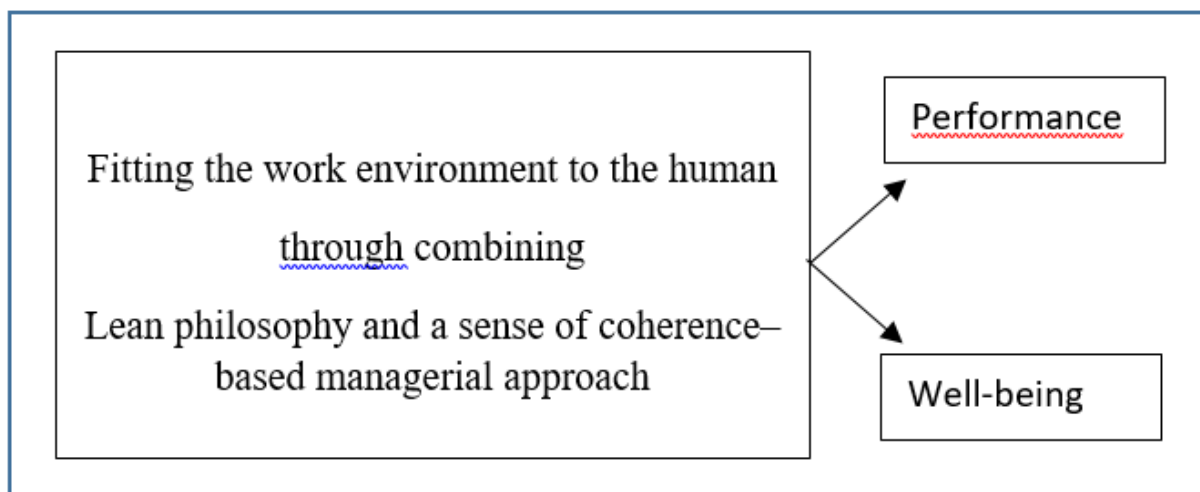 Fitting the work environment to the human
through combining
Lean philosophy and a sense of coherence–
based managerial approach
Performance
Well-being